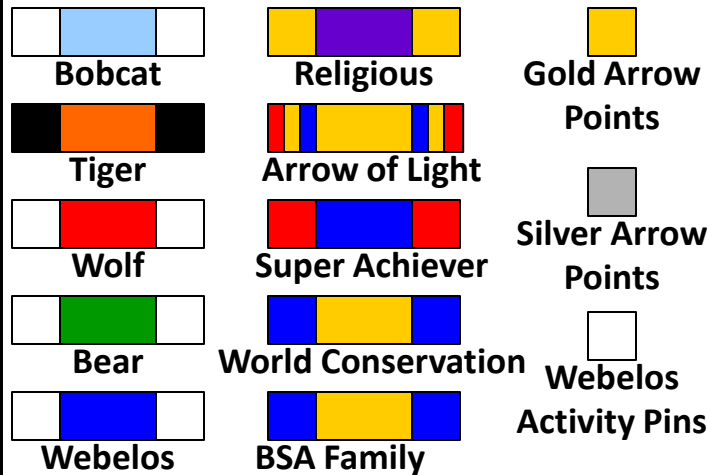 Bobcat
Tiger
Wolf
Bear
Webelos
Religious
Arrow of Light
Super Achiever
World Conservation
BSA Family
Gold Arrow
Points
Silver Arrow
Points
Webelos
Activity Pins